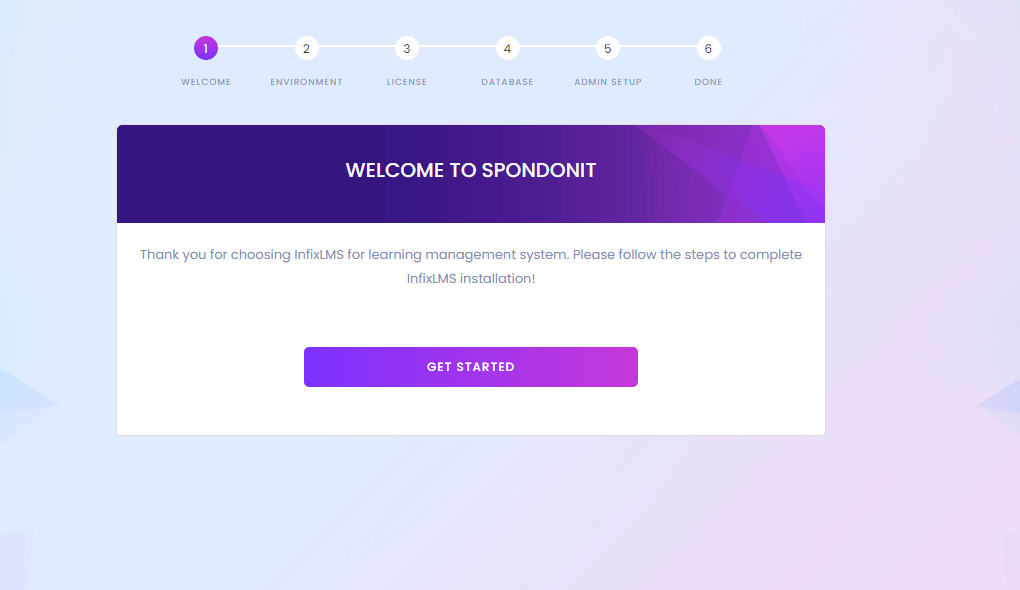 1 2 3 4 5 6
WELCOME ENVIRONMENT LICENSE DATABASE ADMIN SETUP DONE
WELCOME TO SPONDONIT
Thank you for choosing InfixLMS for learning management system. Please follow the steps to complete
InfixLMS installation!
GET STARTED